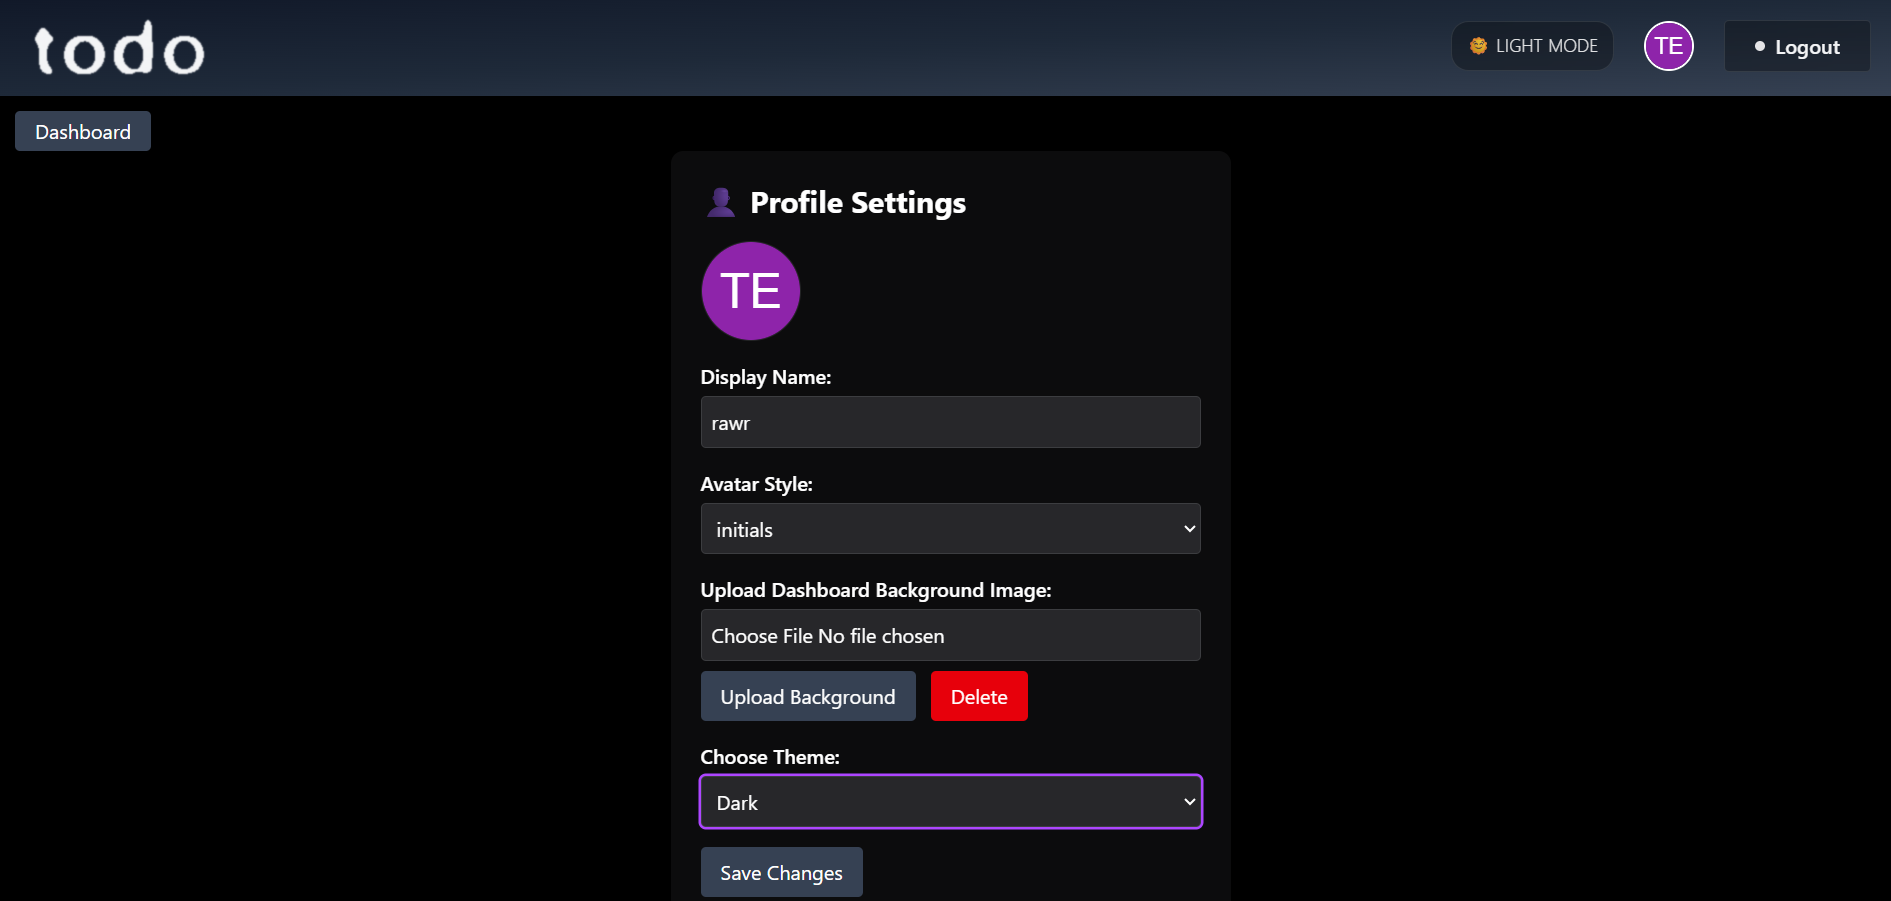 todo
🌞 LIGHT MODE
TE
Logout
Dashboard
Profile Settings
TE
Display Name:
rawr
Avatar Style:
initials
Upload Dashboard Background Image:
Choose File No file chosen
Upload Background
Delete
Choose Theme:
Dark
Save Changes